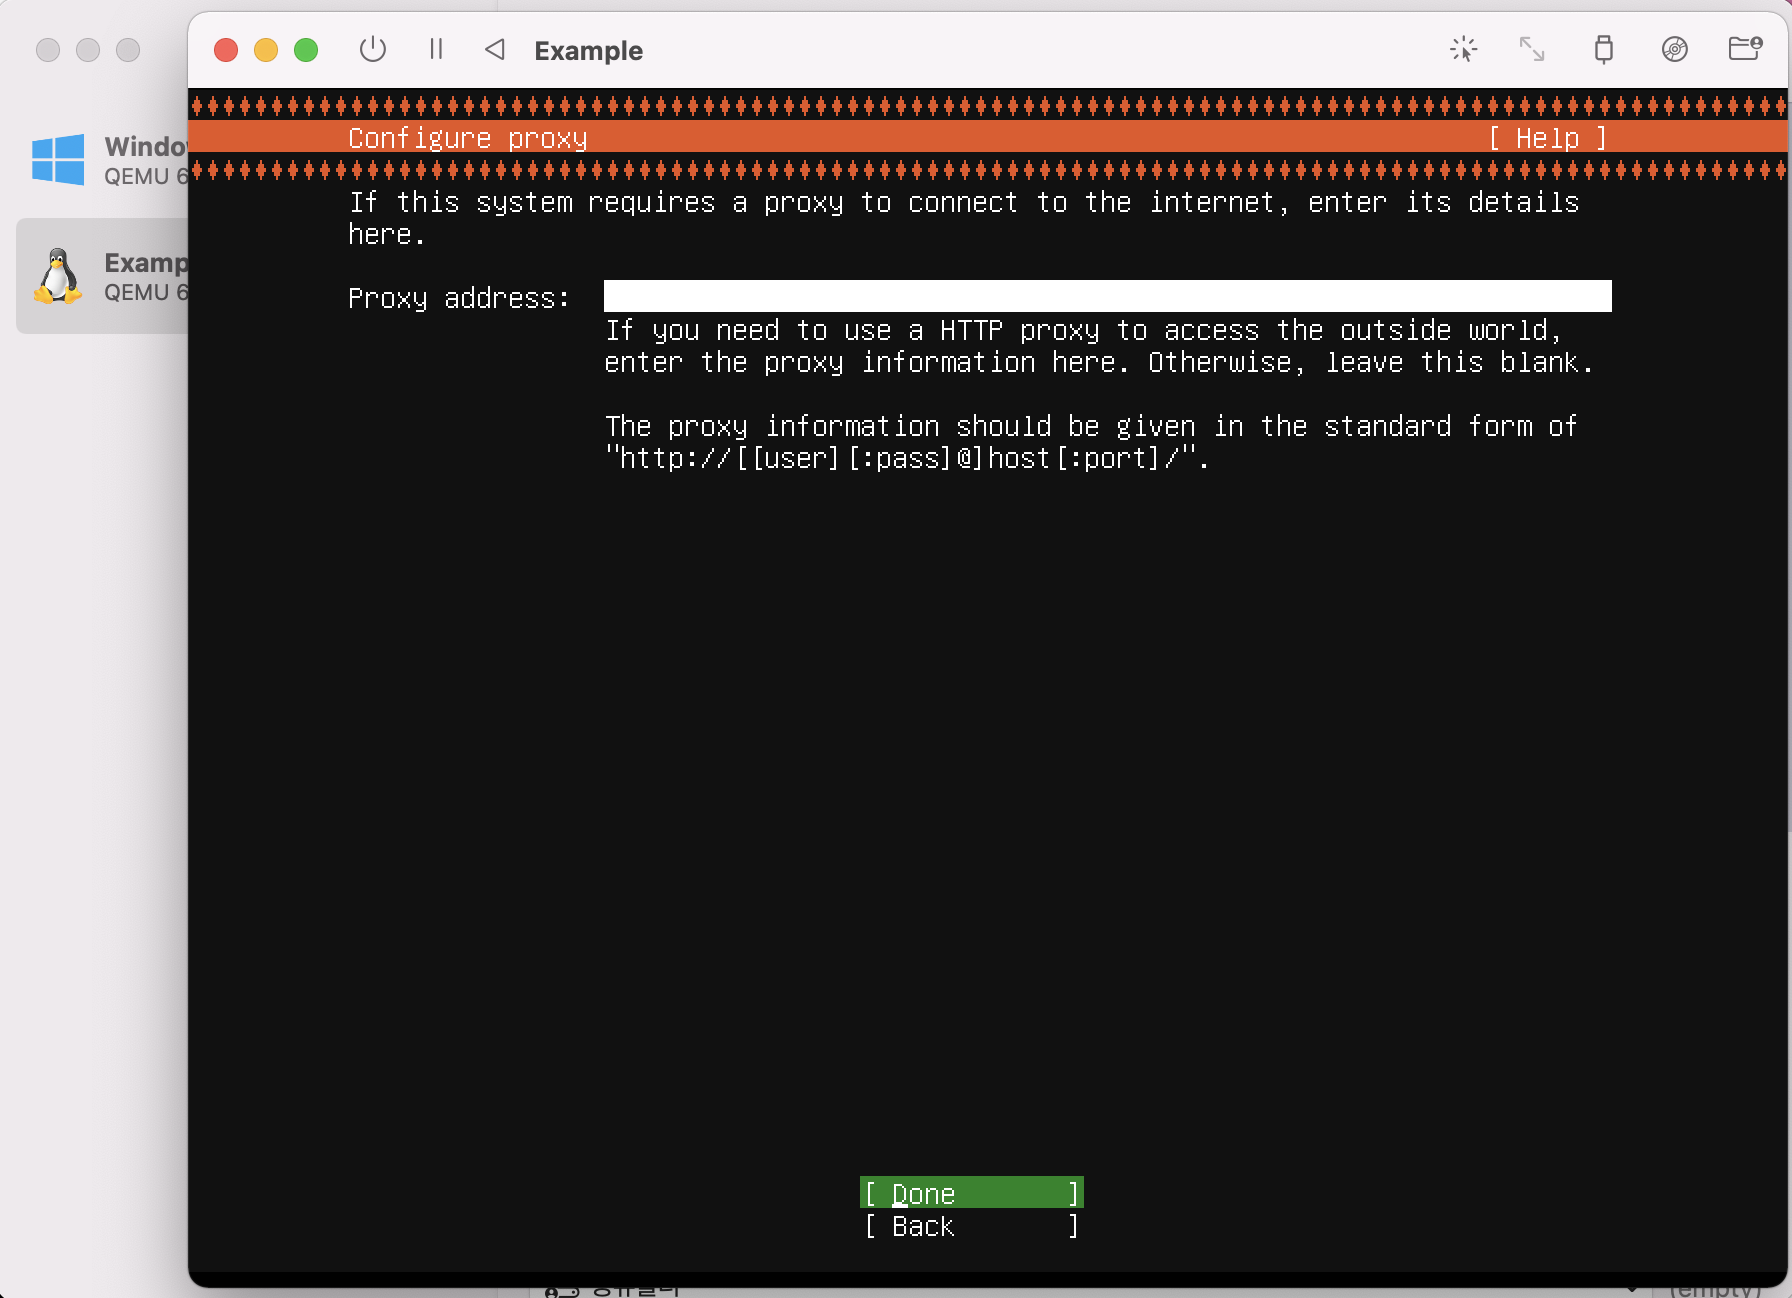 Example
Windo
QEMU 6
Examp
QEMU 6
Configure proxy [ Help ]
If this system requires a proxy to connect to the internet, enter its details
here.
Proxy address:
If you need to use a HTTP proxy to access the outside world,
enter the proxy information here. Otherwise, leave this blank.
The proxy information should be given in the standard form of
"http://[[user][:pass]@]host[:port]/".
[ Done ]
[ Back ]
(empty)